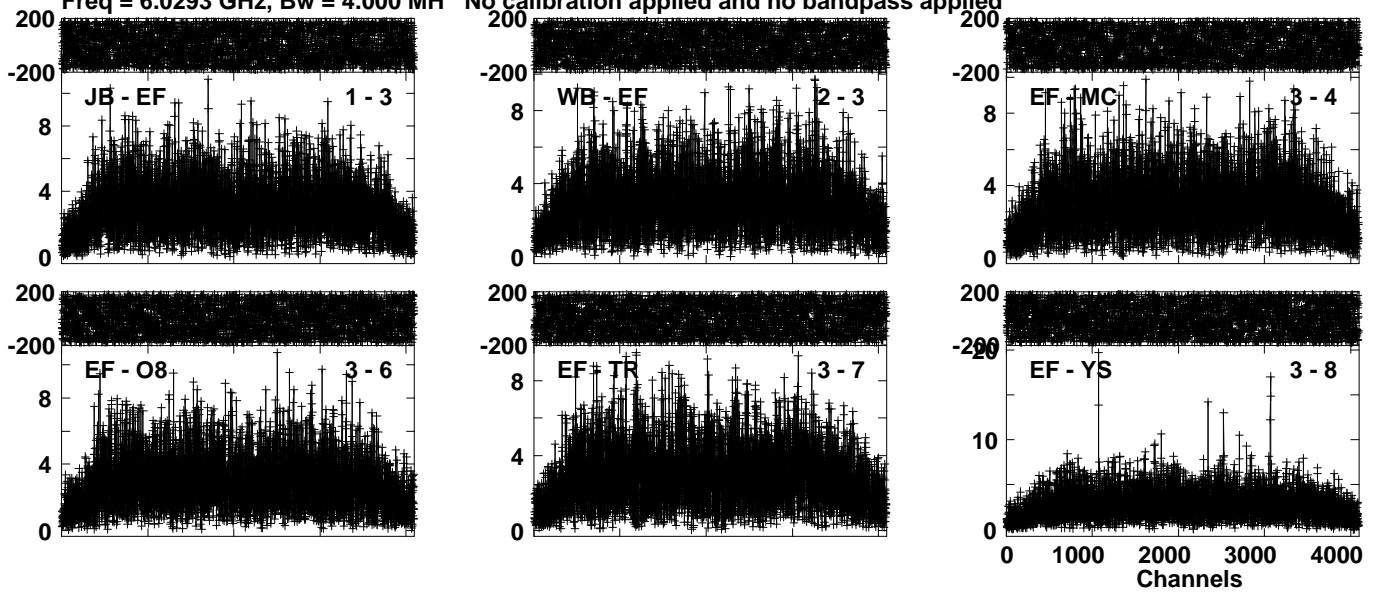 Freq = 6.0293 GHz, Bw = 4.000 MH No calibration applied and no bandpass applied
200 200 200
-200 -200 -200
JB - EF 1 - 3 WB - EF 2 - 3 EF - MC 3 - 4
8 8 8
4 4 4
0 0 0
200 200 200
-200 -200 -200
20
EF - O8 3 - 6 EF - TR 3 - 7 EF - YS 3 - 8
8 8 10
4 4
0 0 0
0 1000 2000 3000 4000
Channels